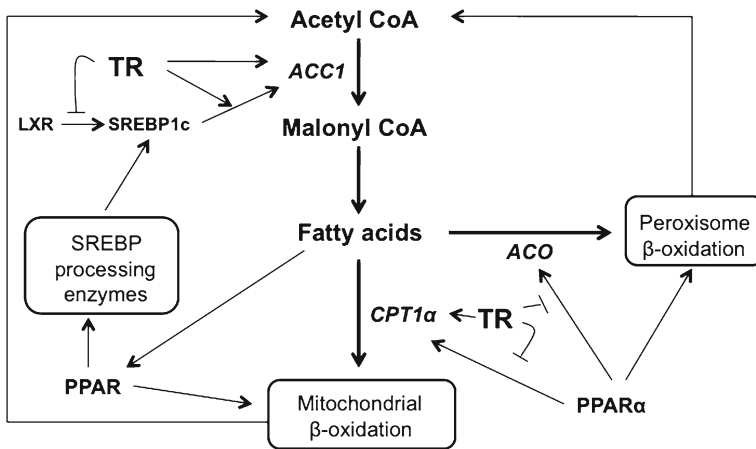 Acetyl CoA
TR
ACC1
LXR
SREBP1c
Malonyl CoA
SREBP
processing
enzymes
Fatty acids
Peroxisome
β-oxidation
ACO
CPT1α
TR
PPAR
PPARα
Mitochondrial
β-oxidation